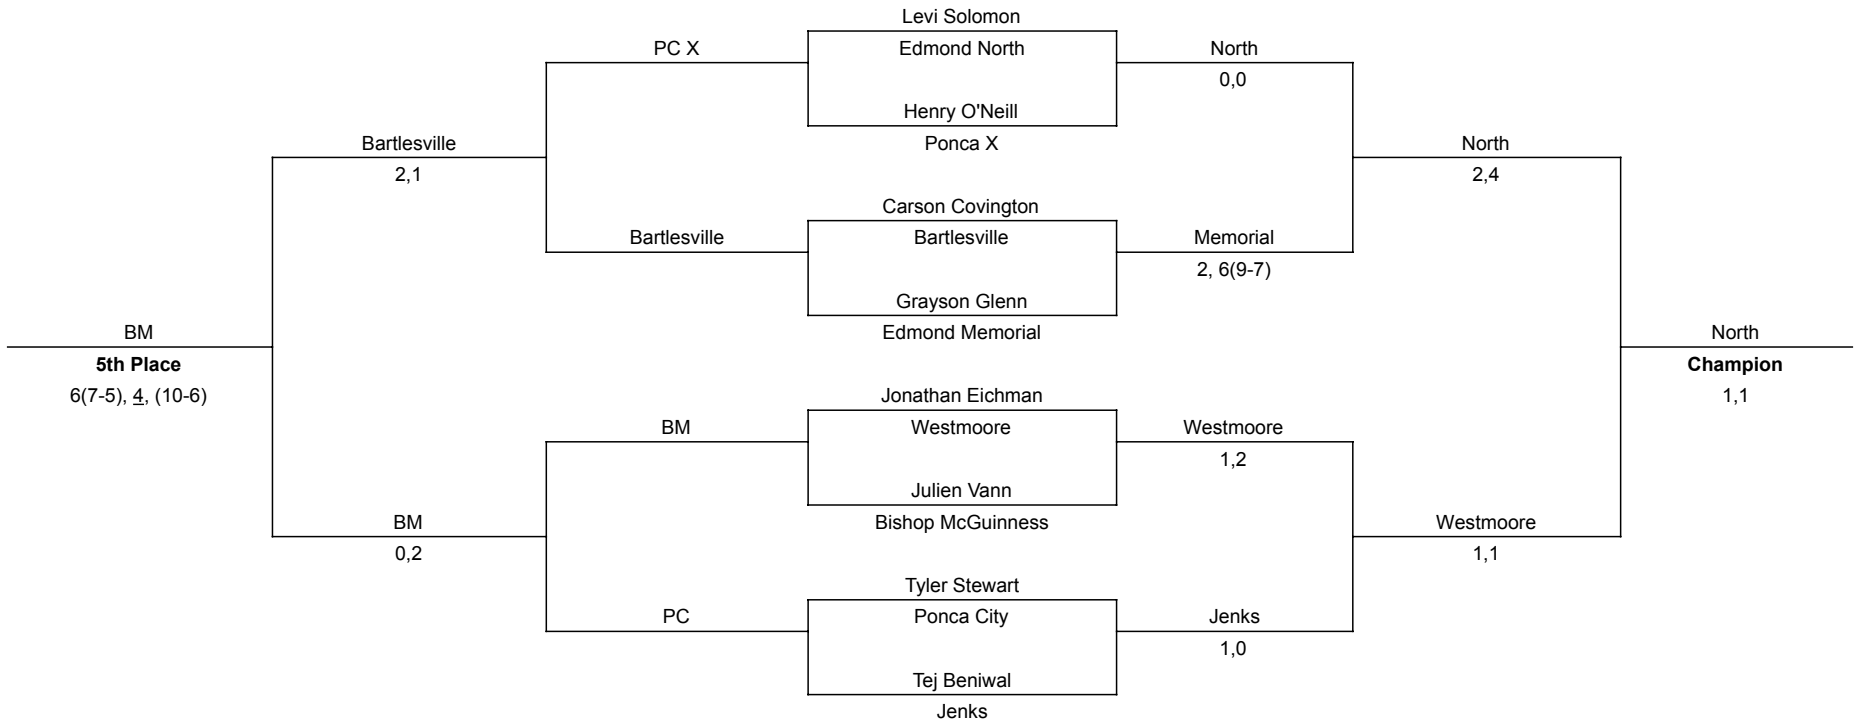 Levi Solomon
PC X
Edmond North
North
0,0
Henry O'Neill
Bartlesville
Ponca X
North
2,1
2,4
Carson Covington
Bartlesville
Bartlesville
Memorial
2, 6(9-7)
Grayson Glenn
BM
Edmond Memorial
North
5th Place
Champion
6(7-5), 4, (10-6)
Jonathan Eichman
1,1
BM
Westmoore
Westmoore
1,2
Julien Vann
BM
Bishop McGuinness
Westmoore
0,2
1,1
Tyler Stewart
PC
Ponca City
Jenks
1,0
Tej Beniwal
Jenks